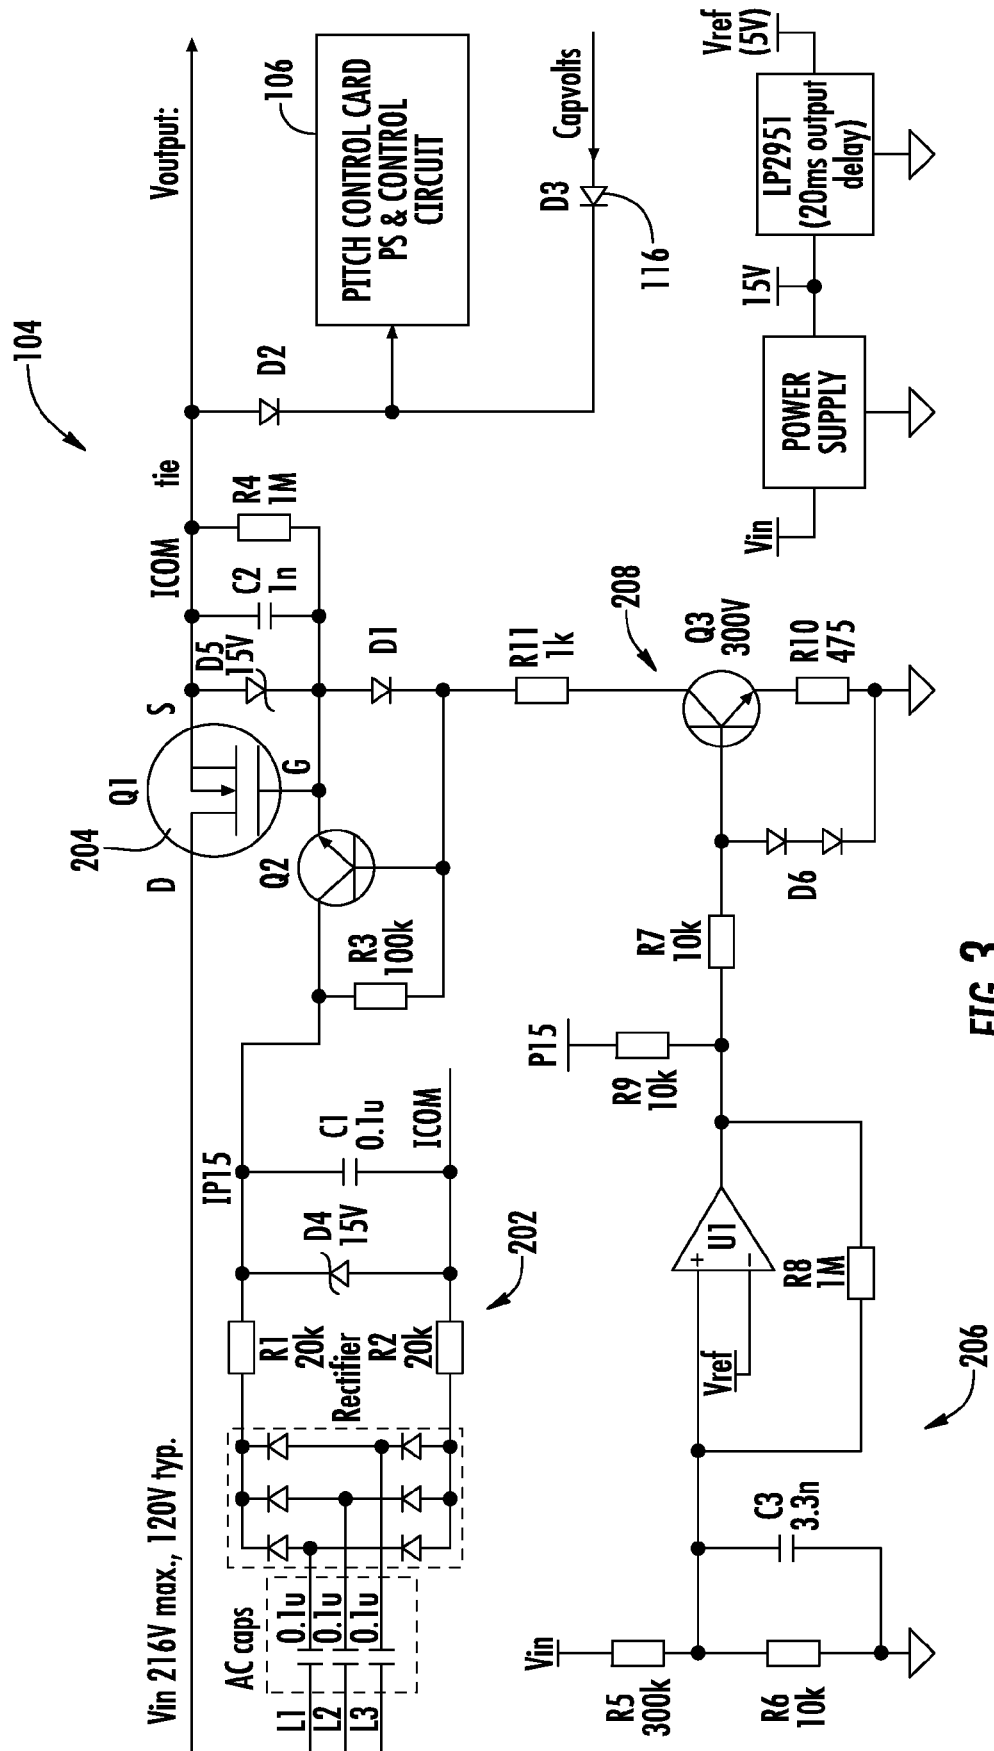 104
Vin 216V max., 120V typ.
204
D
Q1
S
ICOM
tie
Voutput:
AC caps
L1
L2
L3
0.1u
0.1u
0.1u
Rectifier
R1
20k
R2
20k
D4
15V
IP15
C1
0.1u
ICOM
202
R3
100k
Q2
G
D5
15V
C2
1n
R4
1M
D1
D2
106
PITCH CONTROL CARD
PS & CONTROL
CIRCUIT
Capvolts
D3
116
R11
1k
208
Q3
300V
R10
475
Vin
R5
300k
R6
10k
C3
3.3n
206
Vref
+
−
U1
R8
1M
P15
R9
10k
R7
10k
D6
Vin
POWER
SUPPLY
15V
LP2951
(20ms output
delay)
Vref
(5V)
FIG. 3